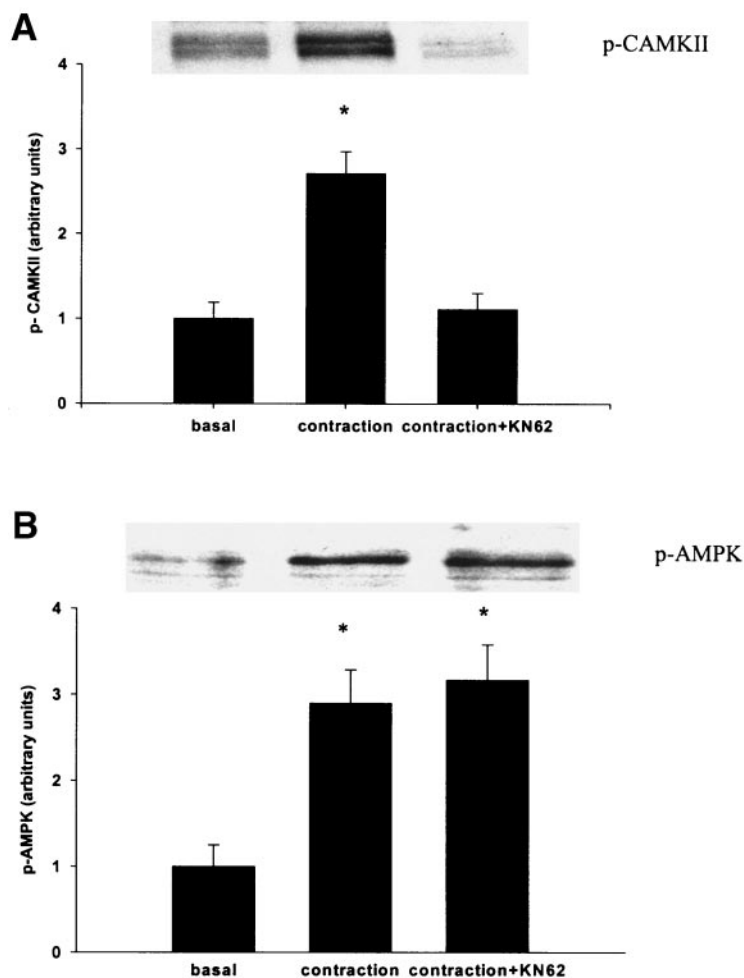 A
p-CAMKII
4
*
3
2
1
0
p- CAMKII (arbitrary units)
basal contraction contraction+KN62
B
p-AMPK
4
* *
3
2
1
0
p-AMPK (arbitrary units)
basal contraction contraction+KN62